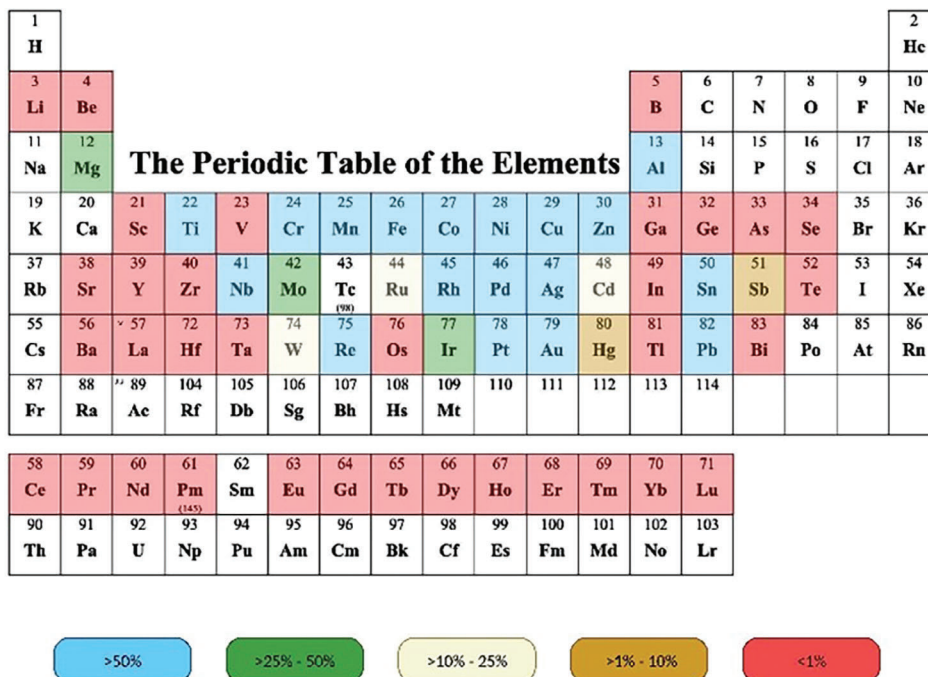 1 2
H Hc
3 4 5 6 7 8 9 10
Li Be B C N O F Ne
11 12 13 14 15 16 17 18
Na Mg The Periodic Table of the Elements Al Si P S Cl Ar
19 20 21 22 23 24 25 26 27 28 29 30 31 32 33 34 35 36
K Ca Sc Ti V Cr Mn Fe Co Ni Cu Zn Ga Ge As Se Br Kr
37 38 39 40 41 42 43 44 45 46 47 48 49 50 51 52 53 54
Rb Sr Y Zr Nb Mo Tc Ru Rh Pd Ag Cd In Sn Sb Te I Xe
(98)
55 56 57 72 73 74 75 76 77 78 79 80 81 82 83 84 85 86
Cs Ba La Hf Ta W Re Os Ir Pt Au Hg Tl Pb Bi Po At Rn
87 88 89 104 105 106 107 108 109 110 111 112 113 114
Fr Ra Ac Rf Db Sg Bh Hs Mt
58 59 60 61 62 63 64 65 66 67 68 69 70 71
Ce Pr Nd Pm Sm Eu Gd Tb Dy Ho Er Tm Yb Lu
(145)
90 91 92 93 94 95 96 97 98 99 100 101 102 103
Th Pa U Np Pu Am Cm Bk Cf Es Fm Md No Lr
>50% >25% - 50% >10% - 25% >1% - 10% <1%